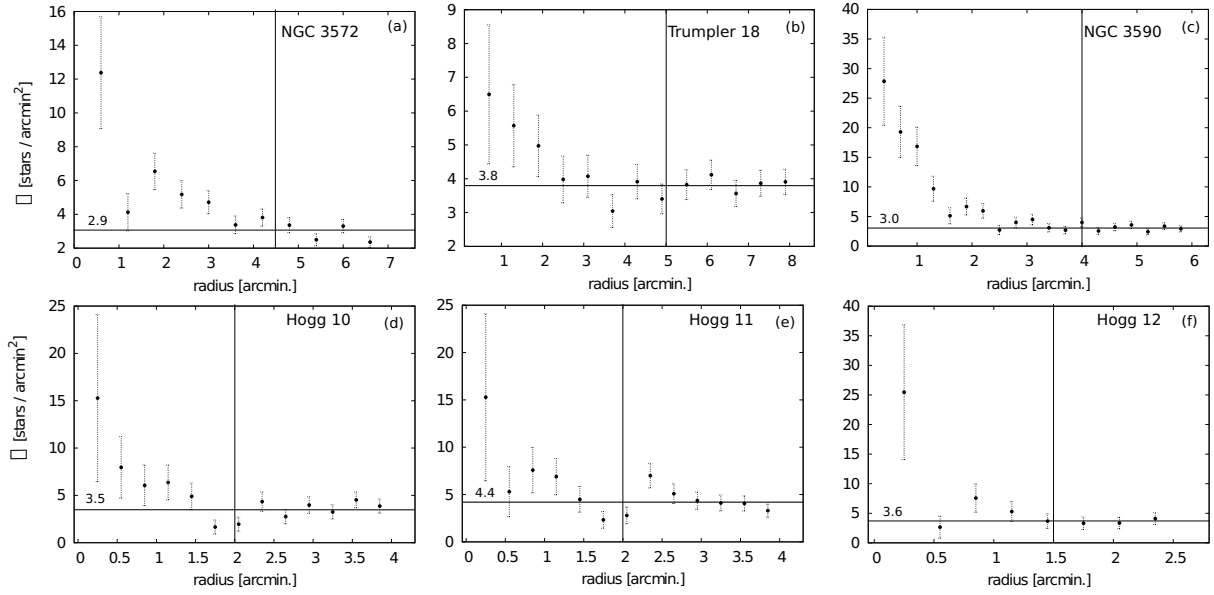 NGC 3572 (a)
16
14
12
10
8
6
4
2
2.9
0 1 2 3 4 5 6 7
radius [arcmin.]
[stars / arcmin²]
Trumpler 18 (b)
9
8
7
6
5
4
3
2
3.8
1 2 3 4 5 6 7 8
radius [arcmin.]
NGC 3590 (c)
40
35
30
25
20
15
10
5
0
3.0
0 1 2 3 4 5 6
radius [arcmin.]
Hogg 10 (d)
25
20
15
10
5
0
3.5
0 0.5 1 1.5 2 2.5 3 3.5 4
radius [arcmin.]
[stars / arcmin²]
Hogg 11 (e)
25
20
15
10
5
0
4.4
0 0.5 1 1.5 2 2.5 3 3.5 4
radius [arcmin.]
Hogg 12 (f)
40
35
30
25
20
15
10
5
0
3.6
0 0.5 1 1.5 2 2.5
radius [arcmin.]